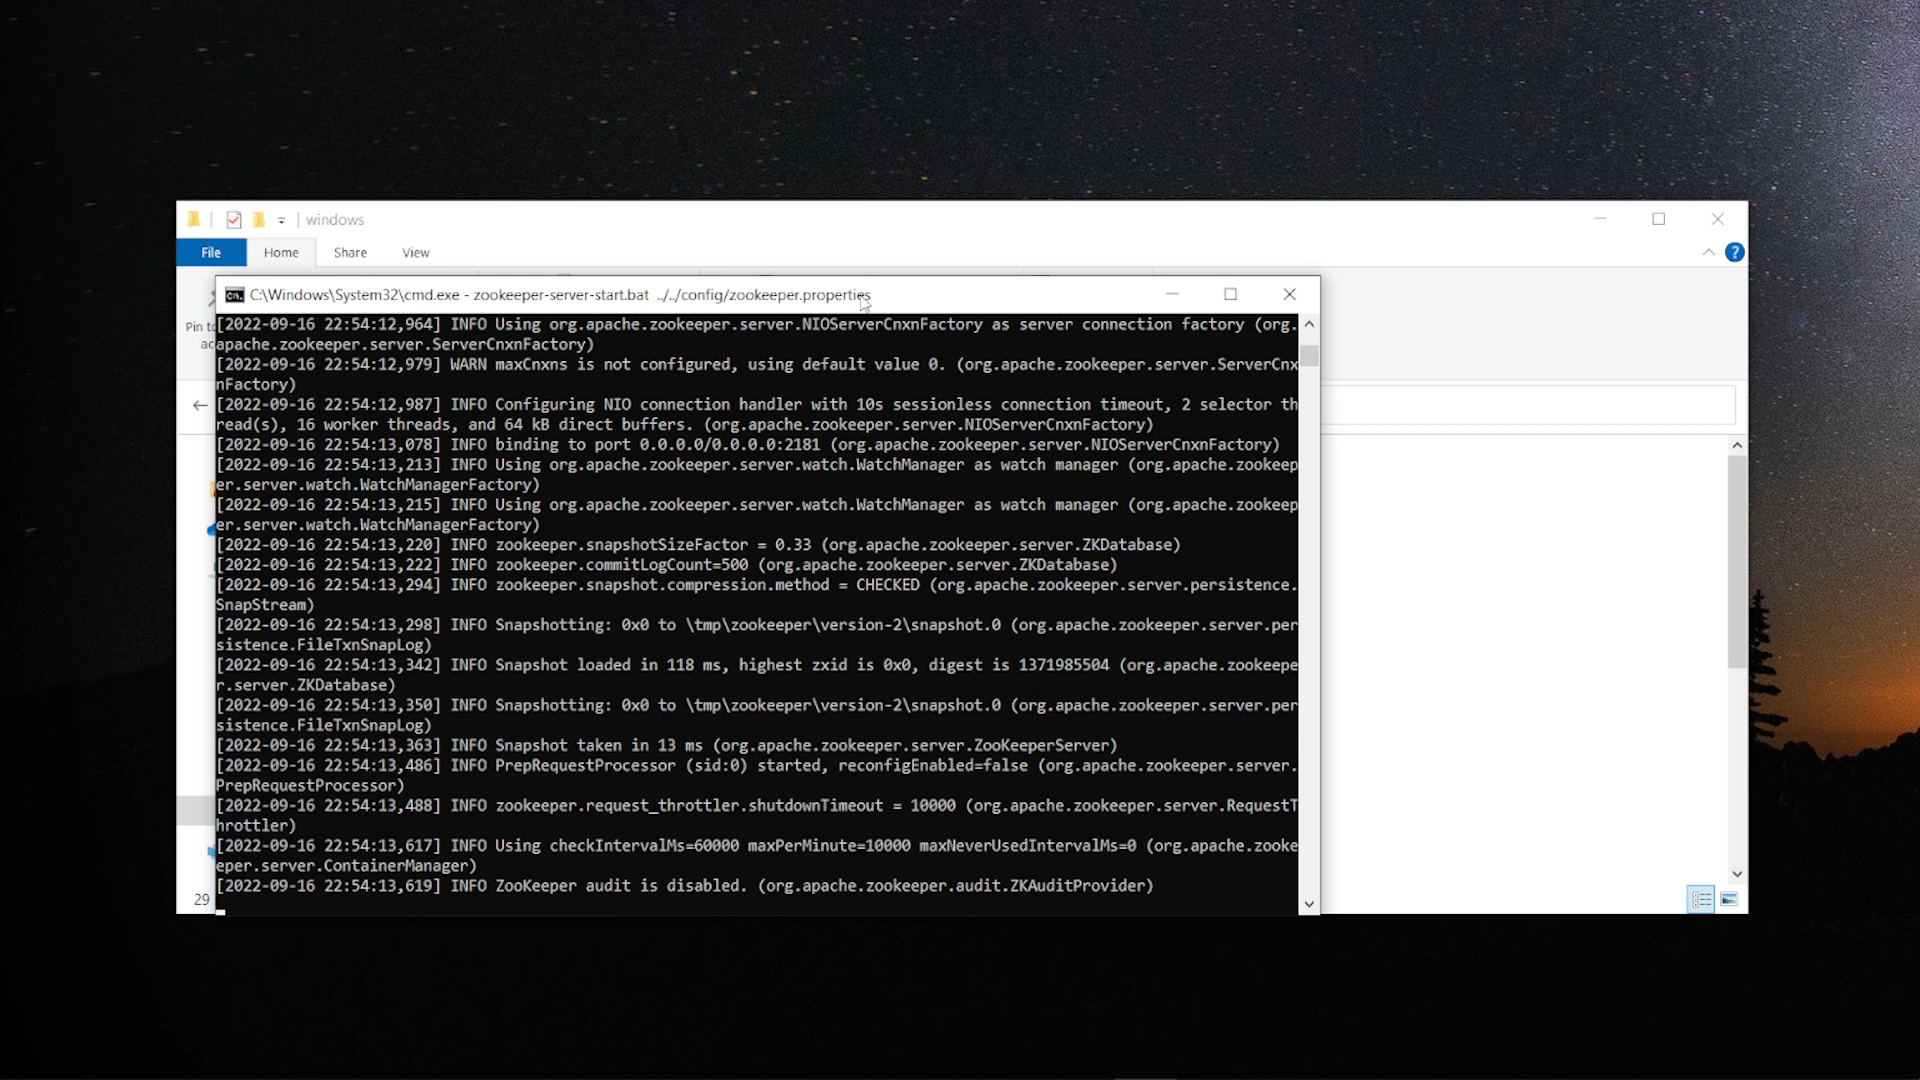 windows
File Home Share View
C:\Windows\System32\cmd.exe - zookeeper-server-start.bat ../../config/zookeeper.properties
Pin to
[2022-09-16 22:54:12,964] INFO Using org.apache.zookeeper.server.NIOServerCnxnFactory as server connection factory (org.
apache.zookeeper.server.ServerCnxnFactory)
[2022-09-16 22:54:12,979] WARN maxCnxns is not configured, using default value 0. (org.apache.zookeeper.server.ServerCnx
nFactory)
[2022-09-16 22:54:12,987] INFO Configuring NIO connection handler with 10s sessionless connection timeout, 2 selector th
read(s), 16 worker threads, and 64 kB direct buffers. (org.apache.zookeeper.server.NIOServerCnxnFactory)
[2022-09-16 22:54:13,078] INFO binding to port 0.0.0.0/0.0.0.0:2181 (org.apache.zookeeper.server.NIOServerCnxnFactory)
[2022-09-16 22:54:13,213] INFO Using org.apache.zookeeper.server.watch.WatchManager as watch manager (org.apache.zookeep
er.server.watch.WatchManagerFactory)
[2022-09-16 22:54:13,215] INFO Using org.apache.zookeeper.server.watch.WatchManager as watch manager (org.apache.zookeep
er.server.watch.WatchManagerFactory)
[2022-09-16 22:54:13,220] INFO zookeeper.snapshotSizeFactor = 0.33 (org.apache.zookeeper.server.ZKDatabase)
[2022-09-16 22:54:13,222] INFO zookeeper.commitLogCount=500 (org.apache.zookeeper.server.ZKDatabase)
[2022-09-16 22:54:13,294] INFO zookeeper.snapshot.compression.method = CHECKED (org.apache.zookeeper.server.persistence.
SnapStream)
[2022-09-16 22:54:13,298] INFO Snapshotting: 0x0 to \tmp\zookeeper\version-2\snapshot.0 (org.apache.zookeeper.server.per
sistence.FileTxnSnapLog)
[2022-09-16 22:54:13,342] INFO Snapshot loaded in 118 ms, highest zxid is 0x0, digest is 1371985504 (org.apache.zookeepe
r.server.ZKDatabase)
[2022-09-16 22:54:13,350] INFO Snapshotting: 0x0 to \tmp\zookeeper\version-2\snapshot.0 (org.apache.zookeeper.server.per
sistence.FileTxnSnapLog)
[2022-09-16 22:54:13,363] INFO Snapshot taken in 13 ms (org.apache.zookeeper.server.ZooKeeperServer)
[2022-09-16 22:54:13,486] INFO PrepRequestProcessor (sid:0) started, reconfigEnabled=false (org.apache.zookeeper.server.
PrepRequestProcessor)
[2022-09-16 22:54:13,488] INFO zookeeper.request_throttler.shutdownTimeout = 10000 (org.apache.zookeeper.server.RequestT
hrottler)
[2022-09-16 22:54:13,617] INFO Using checkIntervalMs=60000 maxPerMinute=10000 maxNeverUsedIntervalMs=0 (org.apache.zooke
eper.server.ContainerManager)
[2022-09-16 22:54:13,619] INFO ZooKeeper audit is disabled. (org.apache.zookeeper.audit.ZKAuditProvider)
29